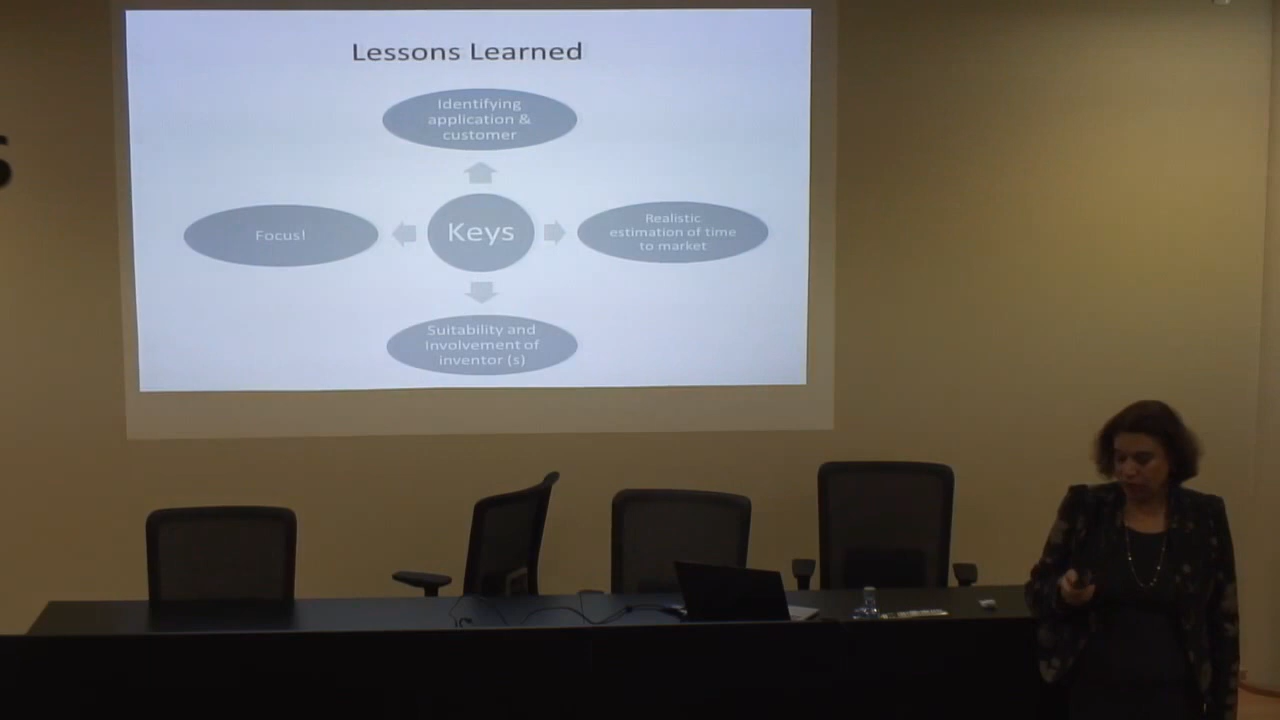 Lessons Learned
Identifying
application &
customer
Focus!
Keys
Realistic
estimation of time
to market
Suitability and
Involvement of
inventor (s)